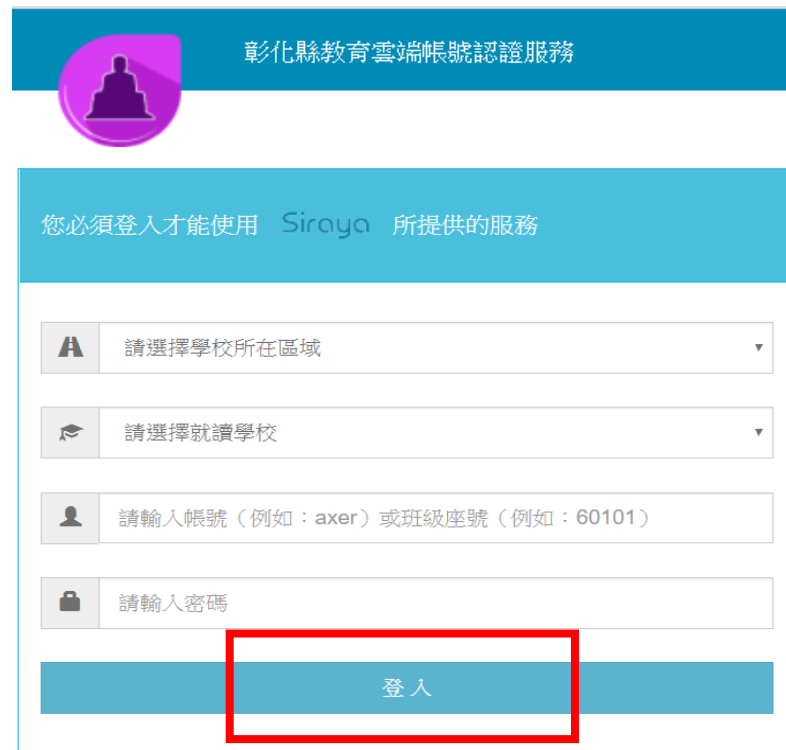 彰化縣教育雲端帳號認證服務
您必須登入才能使用 Siraya 所提供的服務
請選擇學校所在區域
請選擇就讀學校
請輸入帳號（例如：axer）或班級座號（例如：60101）
請輸入密碼
登入